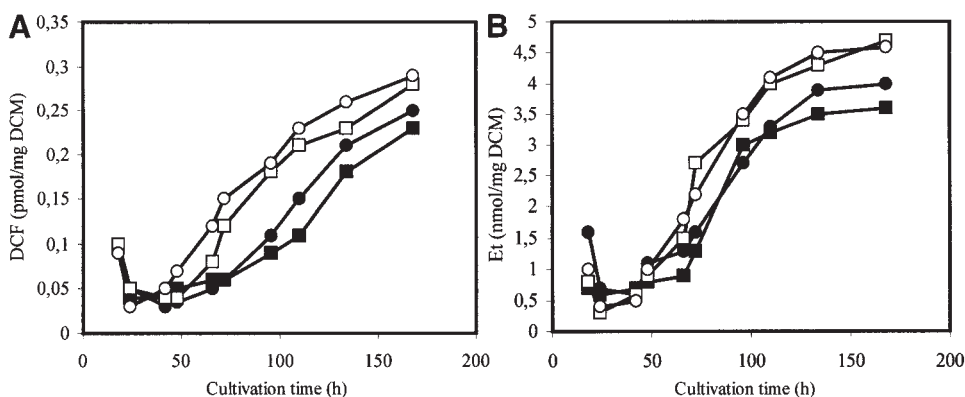 A
DCF (pmol/mg DCM)
0,35
0,3
0,25
0,2
0,15
0,1
0,05
0
0 50 100 150 200
Cultivation time (h)
B
Et (nmol/mg DCM)
5
4,5
4
3,5
3
2,5
2
1,5
1
0,5
0
0 50 100 150 200
Cultivation time (h)